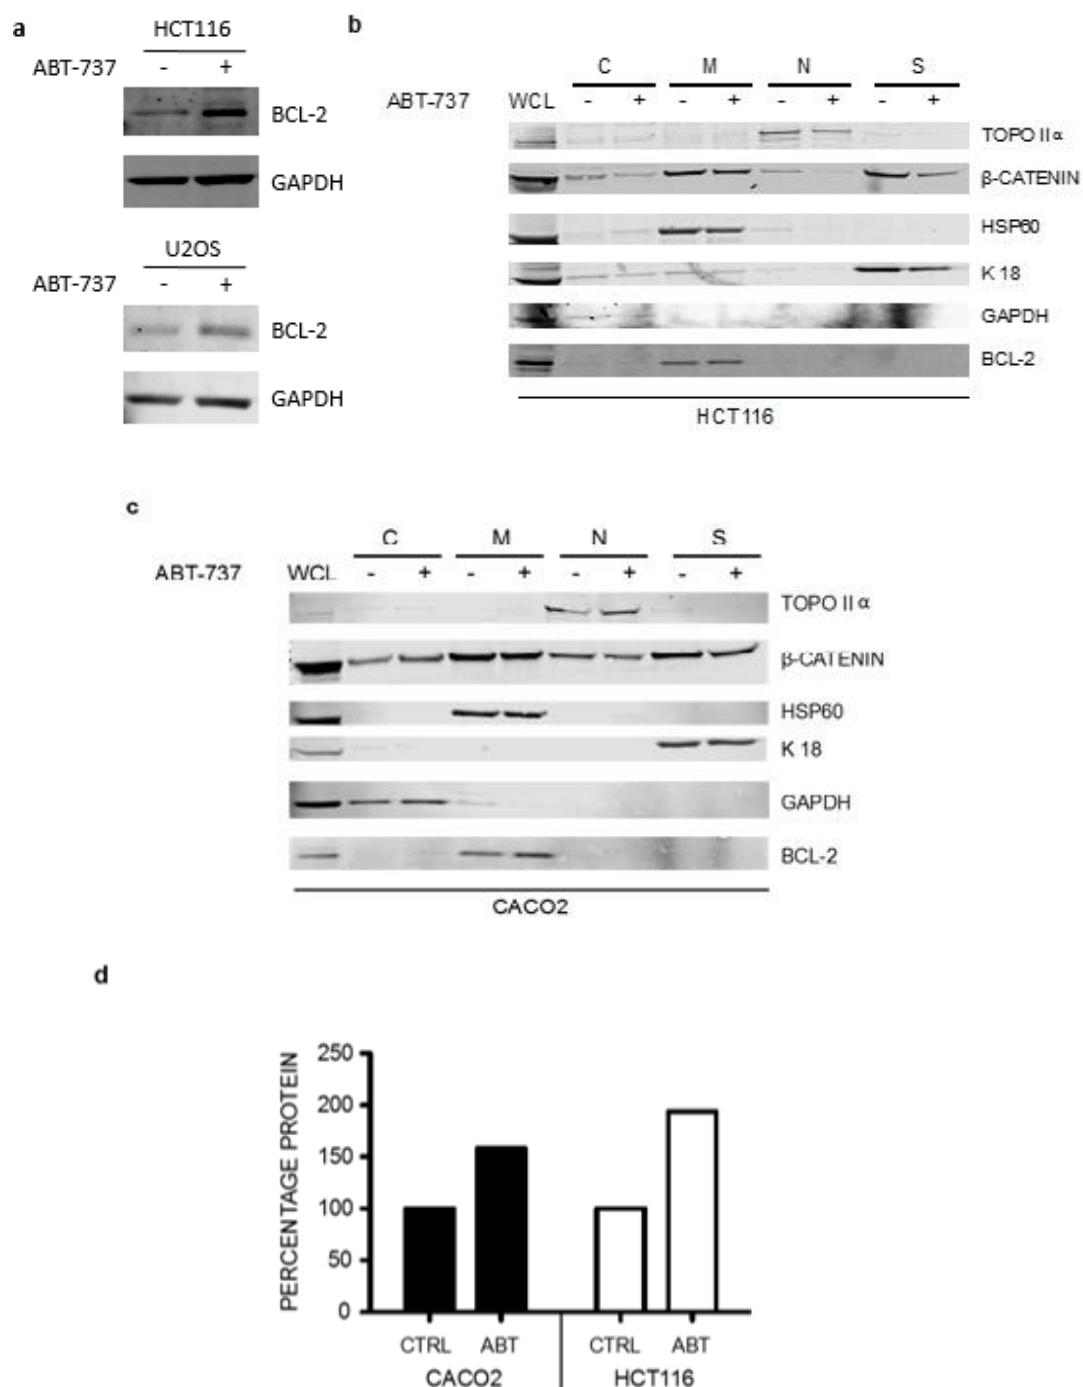 a
HCT116
ABT-737 - +
BCL-2
GAPDH
U2OS
ABT-737 - +
BCL-2
GAPDH
b
C M N S
ABT-737 WCL - + - + - + - +
TOPO II α
β-CATENIN
HSP60
K 18
GAPDH
BCL-2
HCT116
c
C M N S
ABT-737 WCL - + - + - + - +
TOPO II α
β-CATENIN
HSP60
K 18
GAPDH
BCL-2
CACO2
d
PERCENTAGE PROTEIN
250
200
150
100
50
0
CTRL ABT CTRL ABT
CACO2 HCT116